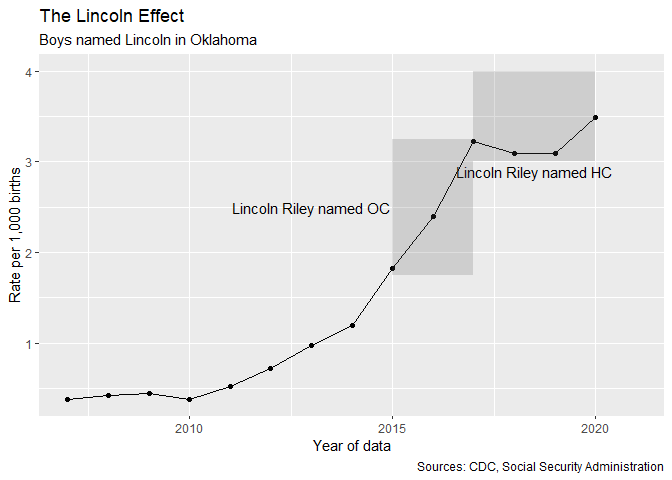 The Lincoln Effect
Boys named Lincoln in Oklahoma
4
3
2
1
Rate per 1,000 births
Lincoln Riley named OC
Lincoln Riley named HC
2010
2015
2020
Year of data
Sources: CDC, Social Security Administration